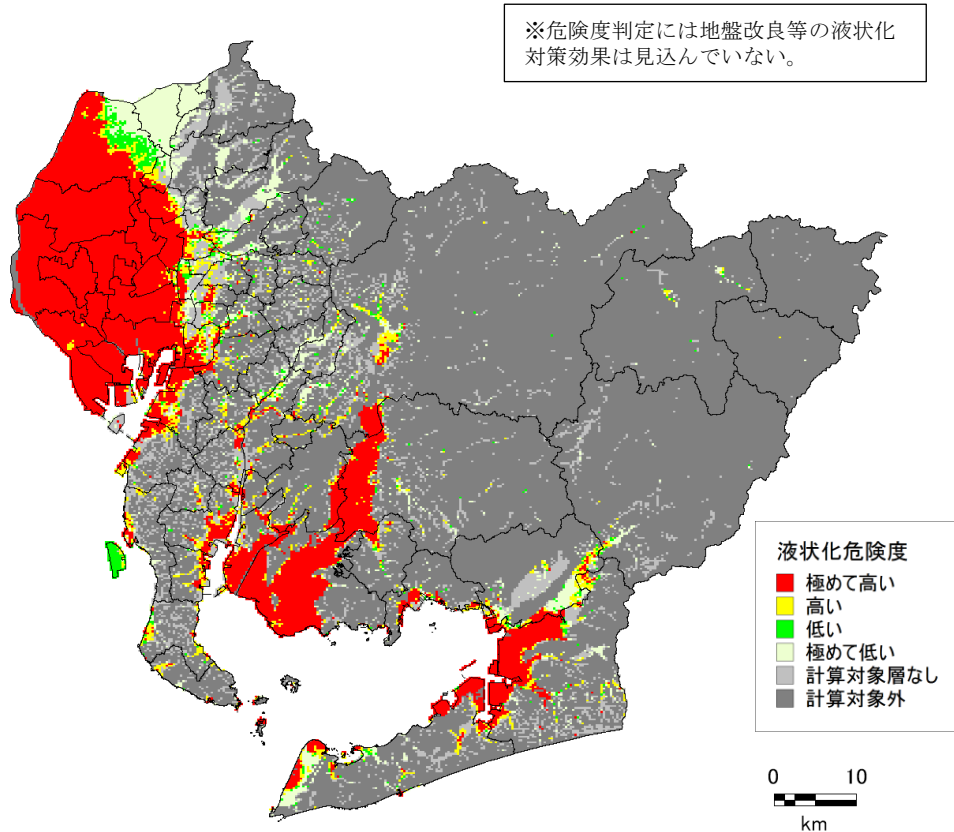 ※危険度判定には地盤改良等の液状化
対策効果は見込んでいない。
液状化危険度
極めて高い
高い
低い
極めて低い
計算対象層なし
計算対象外
0 10
km